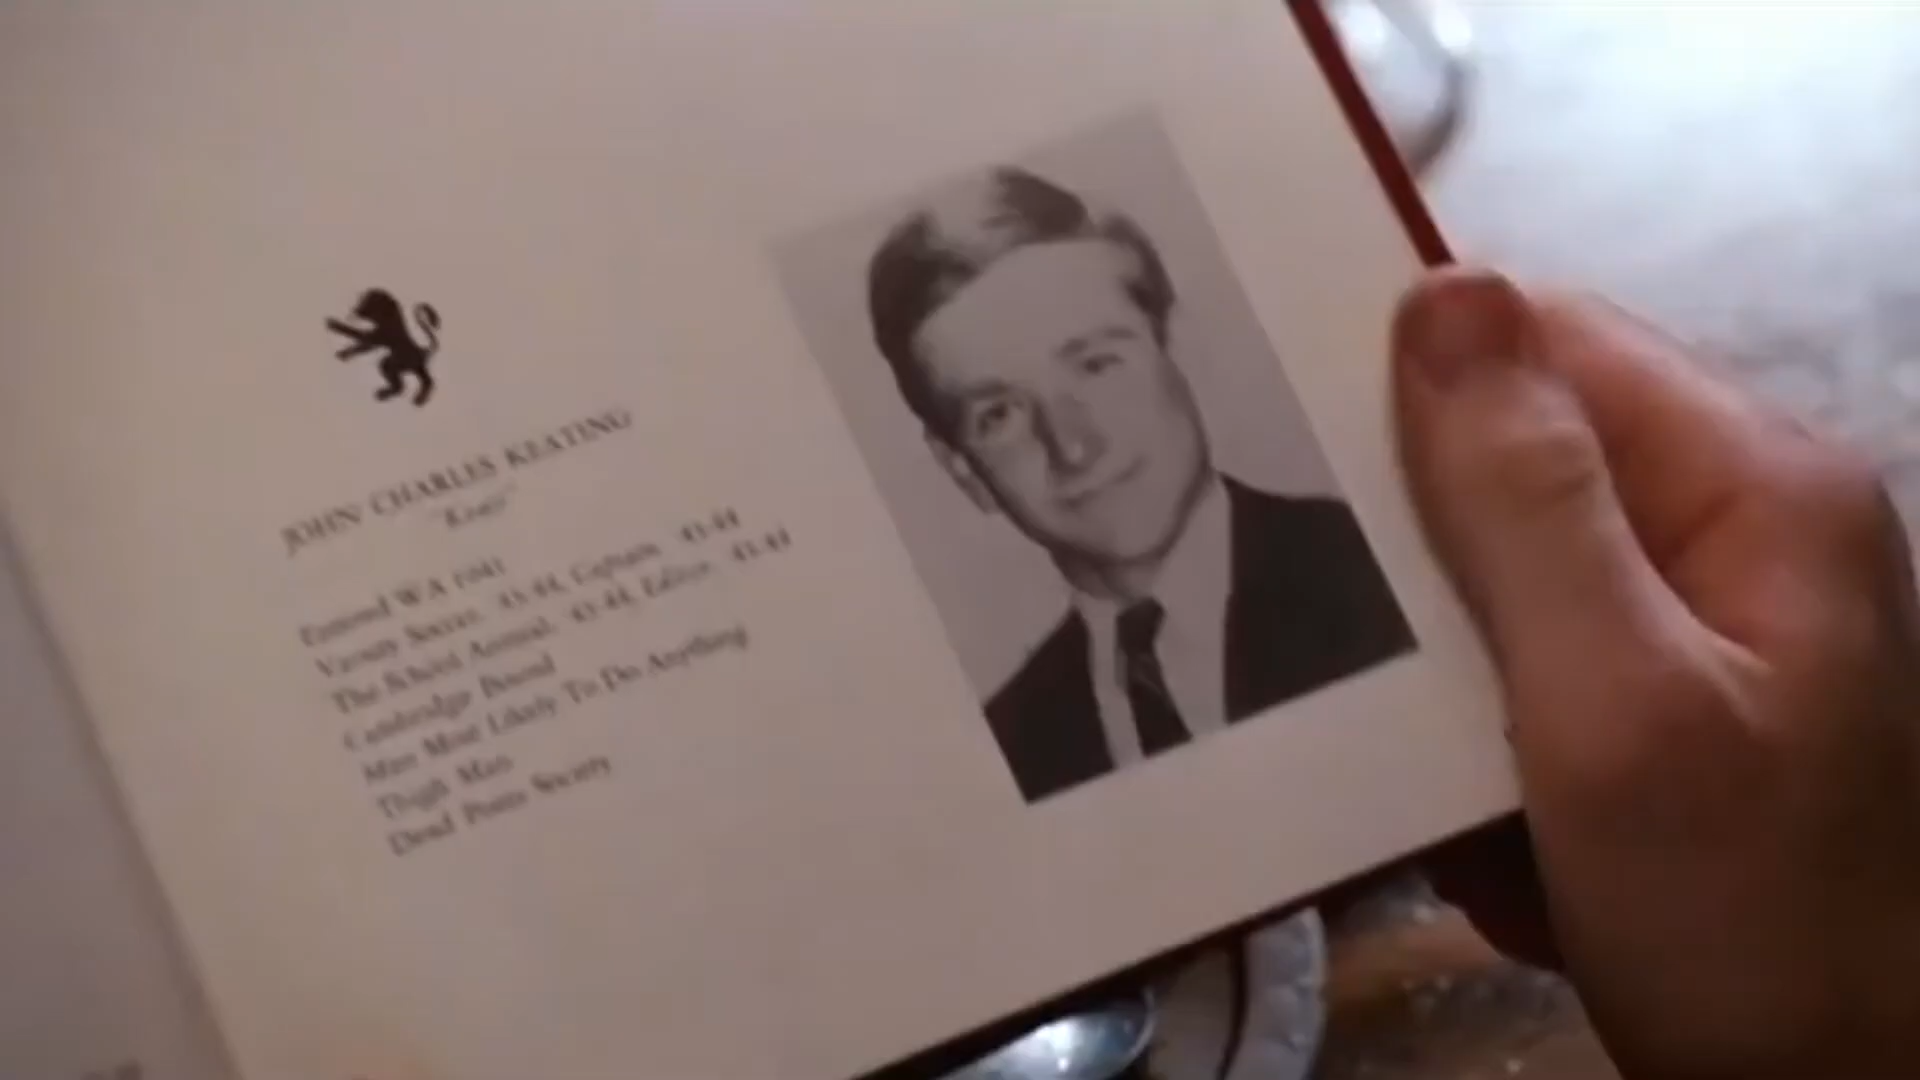 JOHN CHARLES KEATING
Entered W.A. 1941
Varsity Soccer 43-44, Captain 43-44
The School Annual 43-44, Editor 43-44
Cambridge Bound
Man Most Likely To Do Anything
Thigh Man
Dead Poets Society